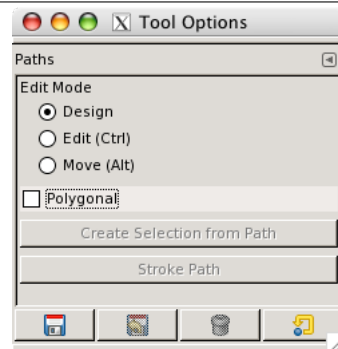 X Tool Options
Paths
Edit Mode
Design
Edit (Ctrl)
Move (Alt)
Polygonal
Create Selection from Path
Stroke Path